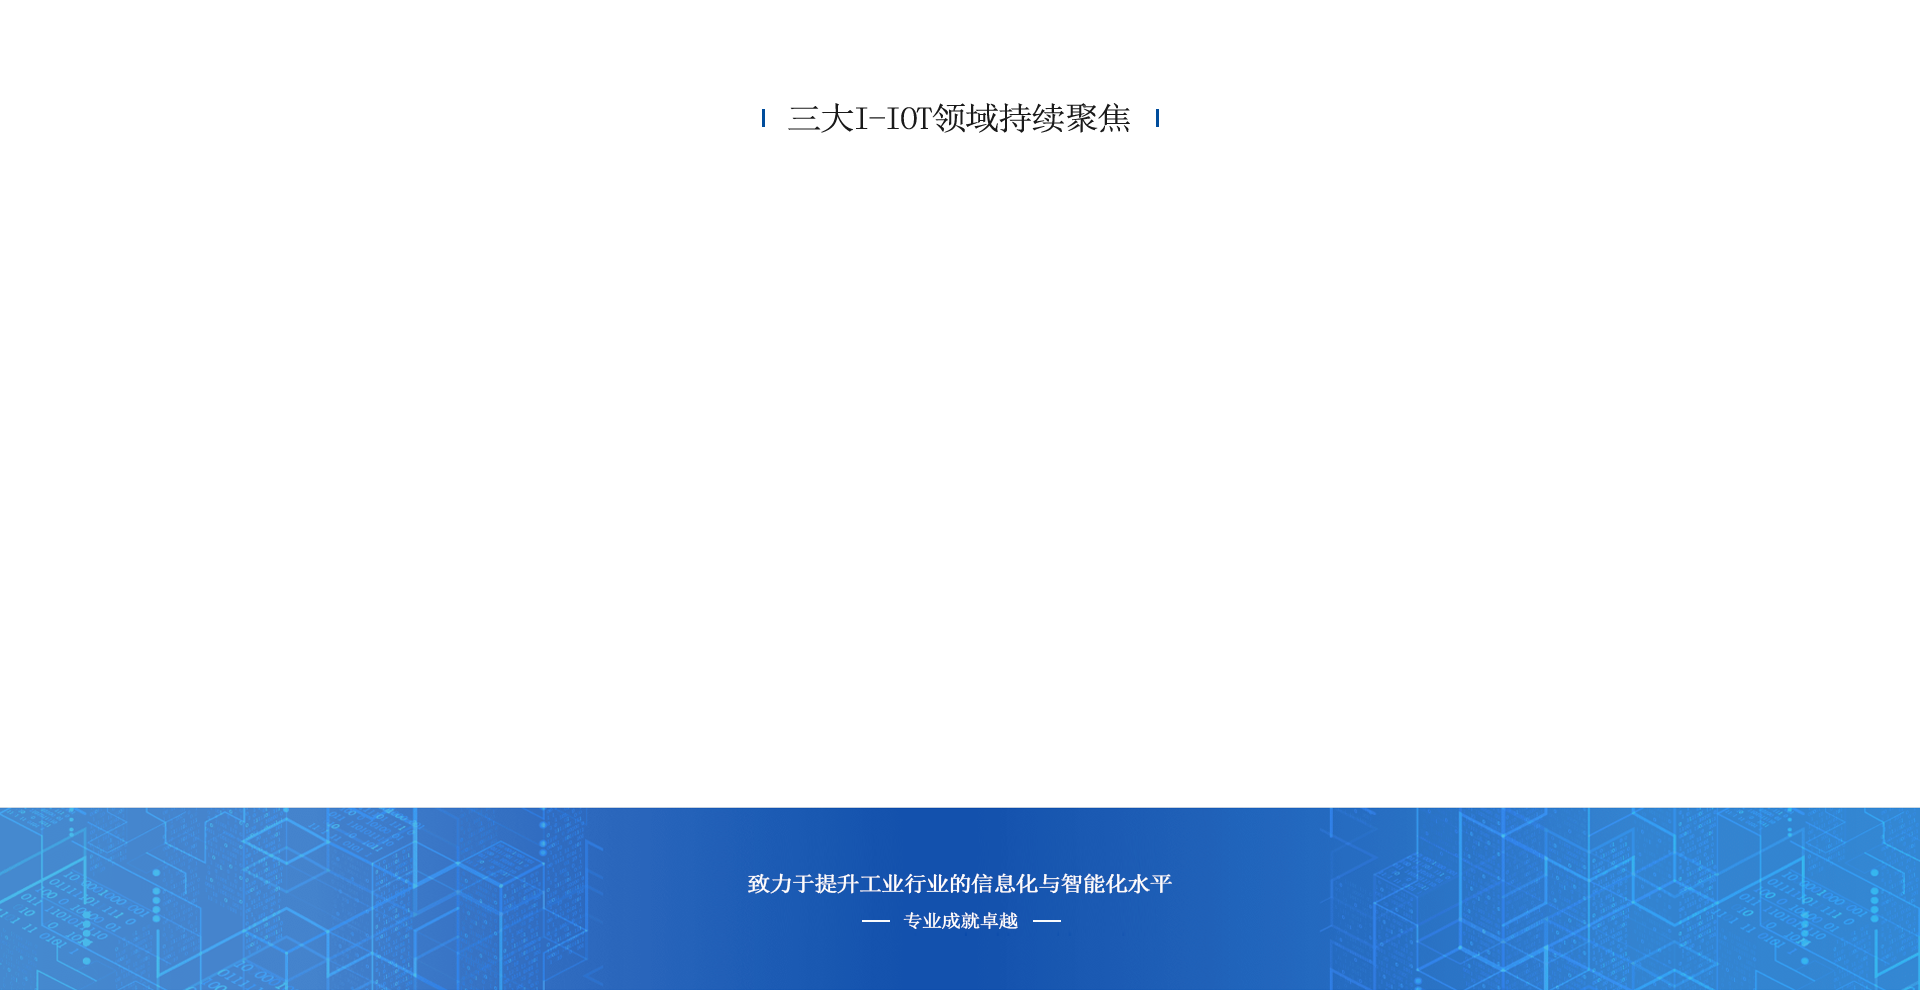 三大I-IOT领域持续聚焦
致力于提升工业行业的信息化与智能化水平
专业成就卓越